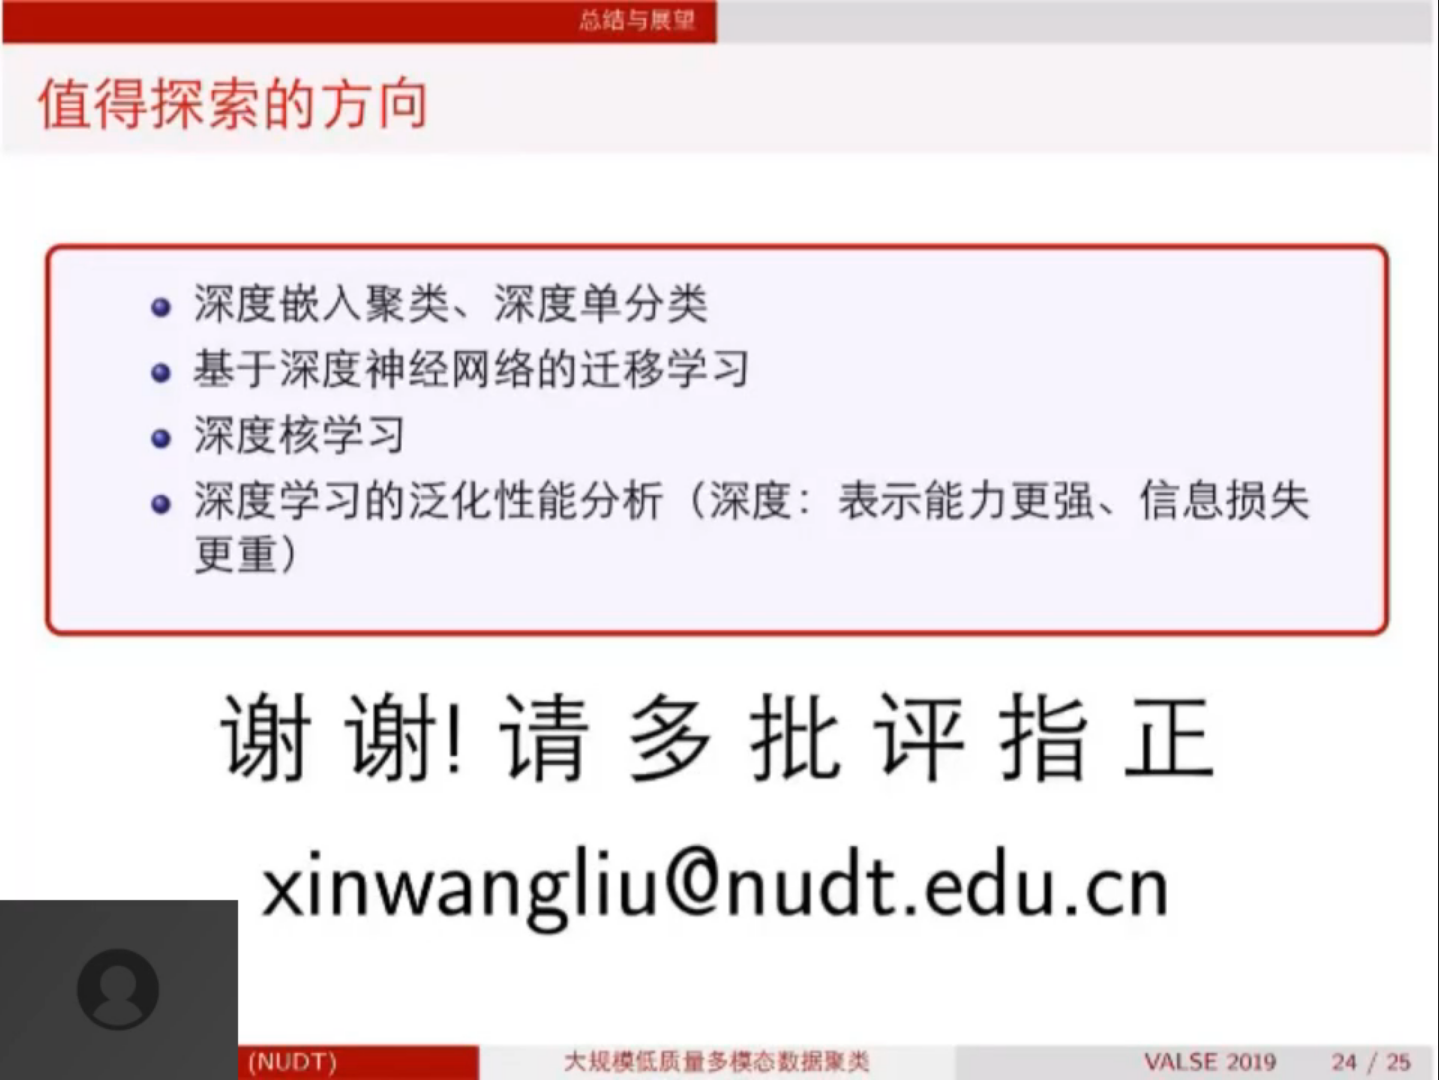 总结与展望
值得探索的方向
深度嵌入聚类、深度单分类
基于深度神经网络的迁移学习
深度核学习
深度学习的泛化性能分析（深度：表示能力更强、信息损失
更重）
谢谢! 请多批评指正
xinwangliu@nudt.edu.cn
(NUDT) 大规模低质量多模态数据聚类 VALSE 2019 24 / 25